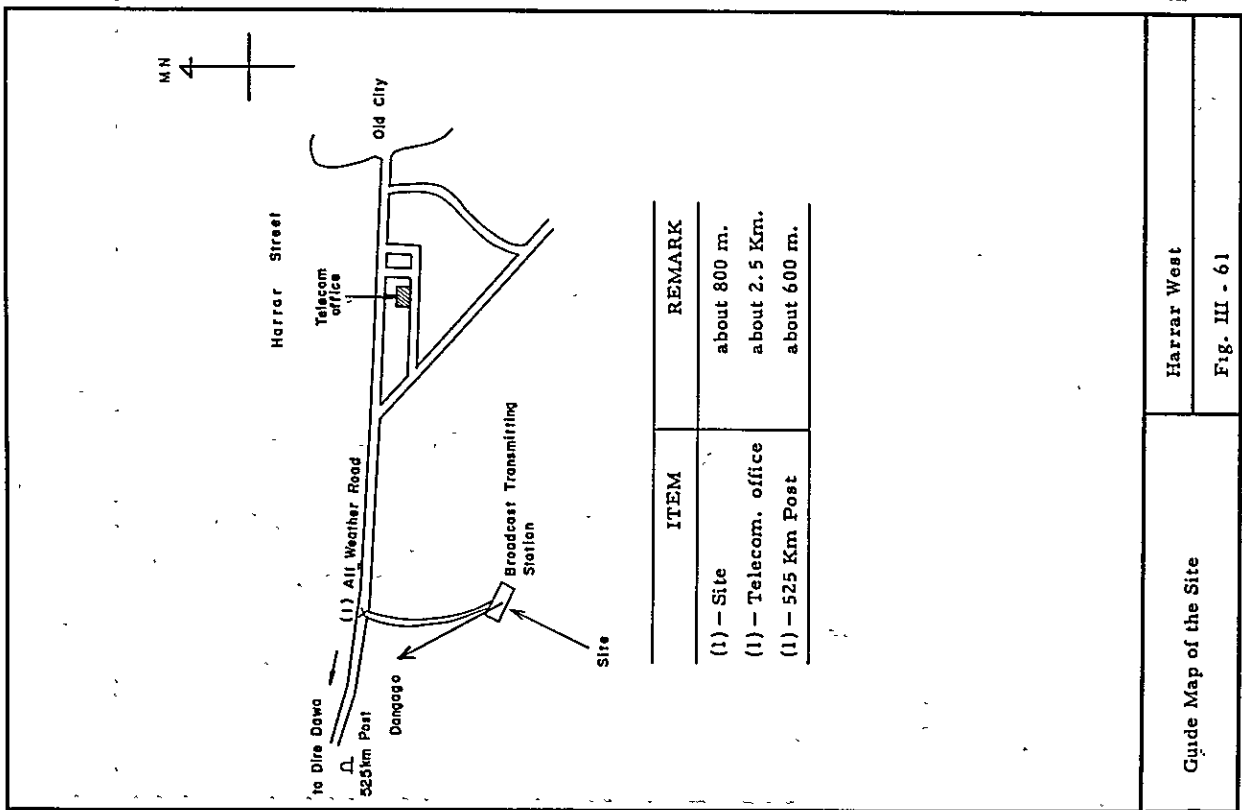 MN
Harrar Street
Telecom
office
Old City
(1) All Weather Road
to Dire Dawa
525km Post
Dangago
Broadcast Transmitting
Station
Site
ITEM REMARK
(1) – Site about 800 m.
(1) – Telecom. office about 2.5 Km.
(1) – 525 Km Post about 600 m.
Guide Map of the Site
Harrar West
Fig. III - 61